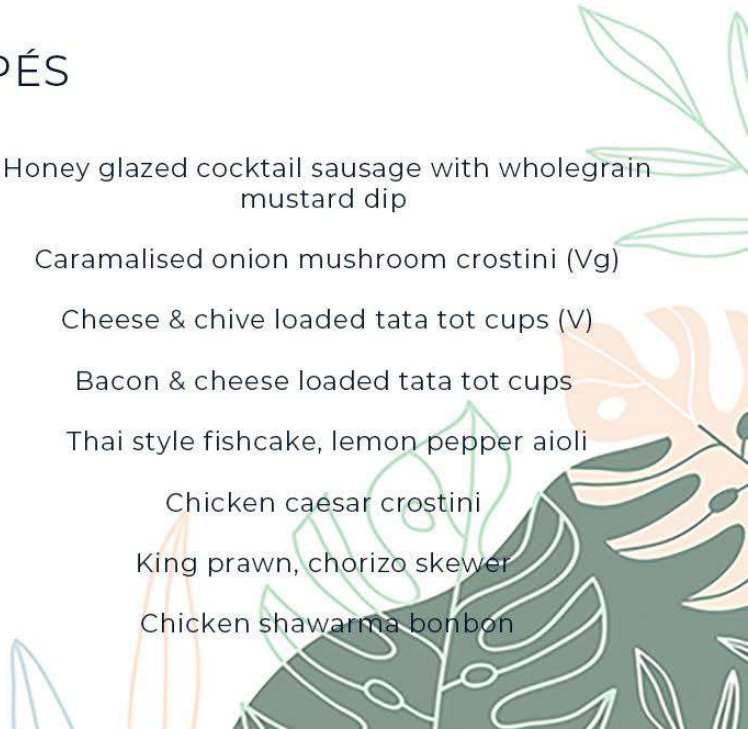 PÉS
Honey glazed cocktail sausage with wholegrain
mustard dip
Caramalised onion mushroom crostini (Vg)
Cheese & chive loaded tata tot cups (V)
Bacon & cheese loaded tata tot cups
Thai style fishcake, lemon pepper aioli
Chicken caesar crostini
King prawn, chorizo skewer
Chicken shawarma bonbon